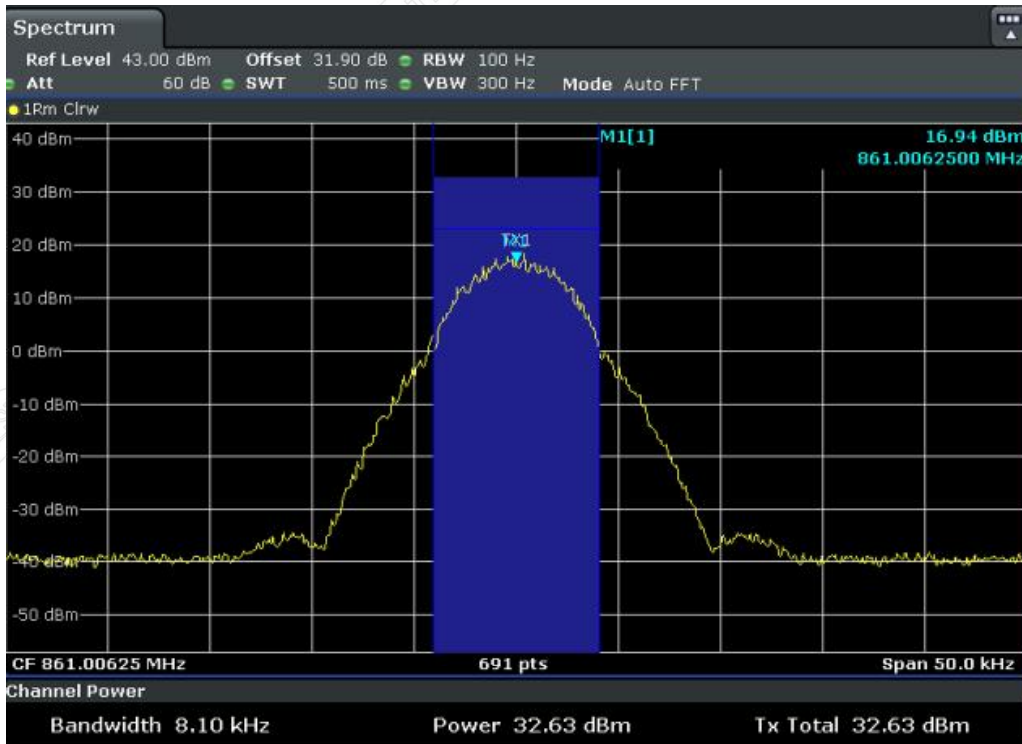 Spectrum
Ref Level 43.00 dBm Offset 31.90 dB RBW 100 Hz
Att 60 dB SWT 500 ms VBW 300 Hz Mode Auto FFT
1Rm Clrw
40 dBm M1[1] 16.94 dBm
861.0062500 MHz
30 dBm
20 dBm
10 dBm
0 dBm
-10 dBm
-20 dBm
-30 dBm
-40 dBm
-50 dBm
CF 861.00625 MHz 691 pts Span 50.0 kHz
Channel Power
Bandwidth 8.10 kHz Power 32.63 dBm Tx Total 32.63 dBm